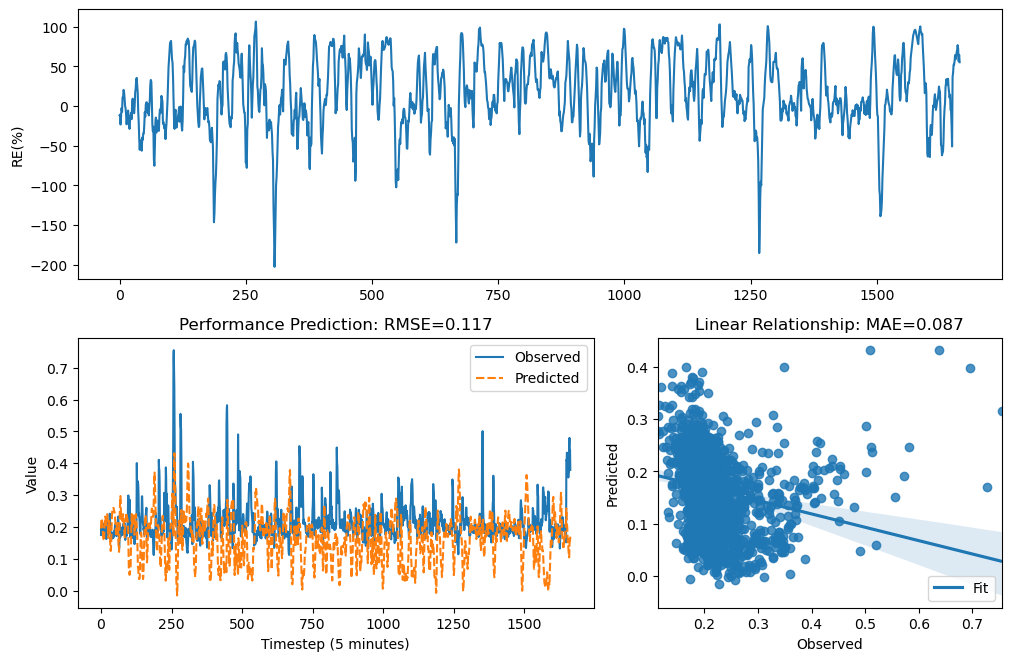 100
50
0
−50
−100
−150
−200
RE(%)
0 250 500 750 1000 1250 1500
Performance Prediction: RMSE=0.117
Observed
Predicted
0.7
0.6
0.5
0.4
0.3
0.2
0.1
0.0
Value
0 250 500 750 1000 1250 1500
Timestep (5 minutes)
Linear Relationship: MAE=0.087
0.4
0.3
0.2
0.1
0.0
Predicted
Fit
0.2 0.3 0.4 0.5 0.6 0.7
Observed